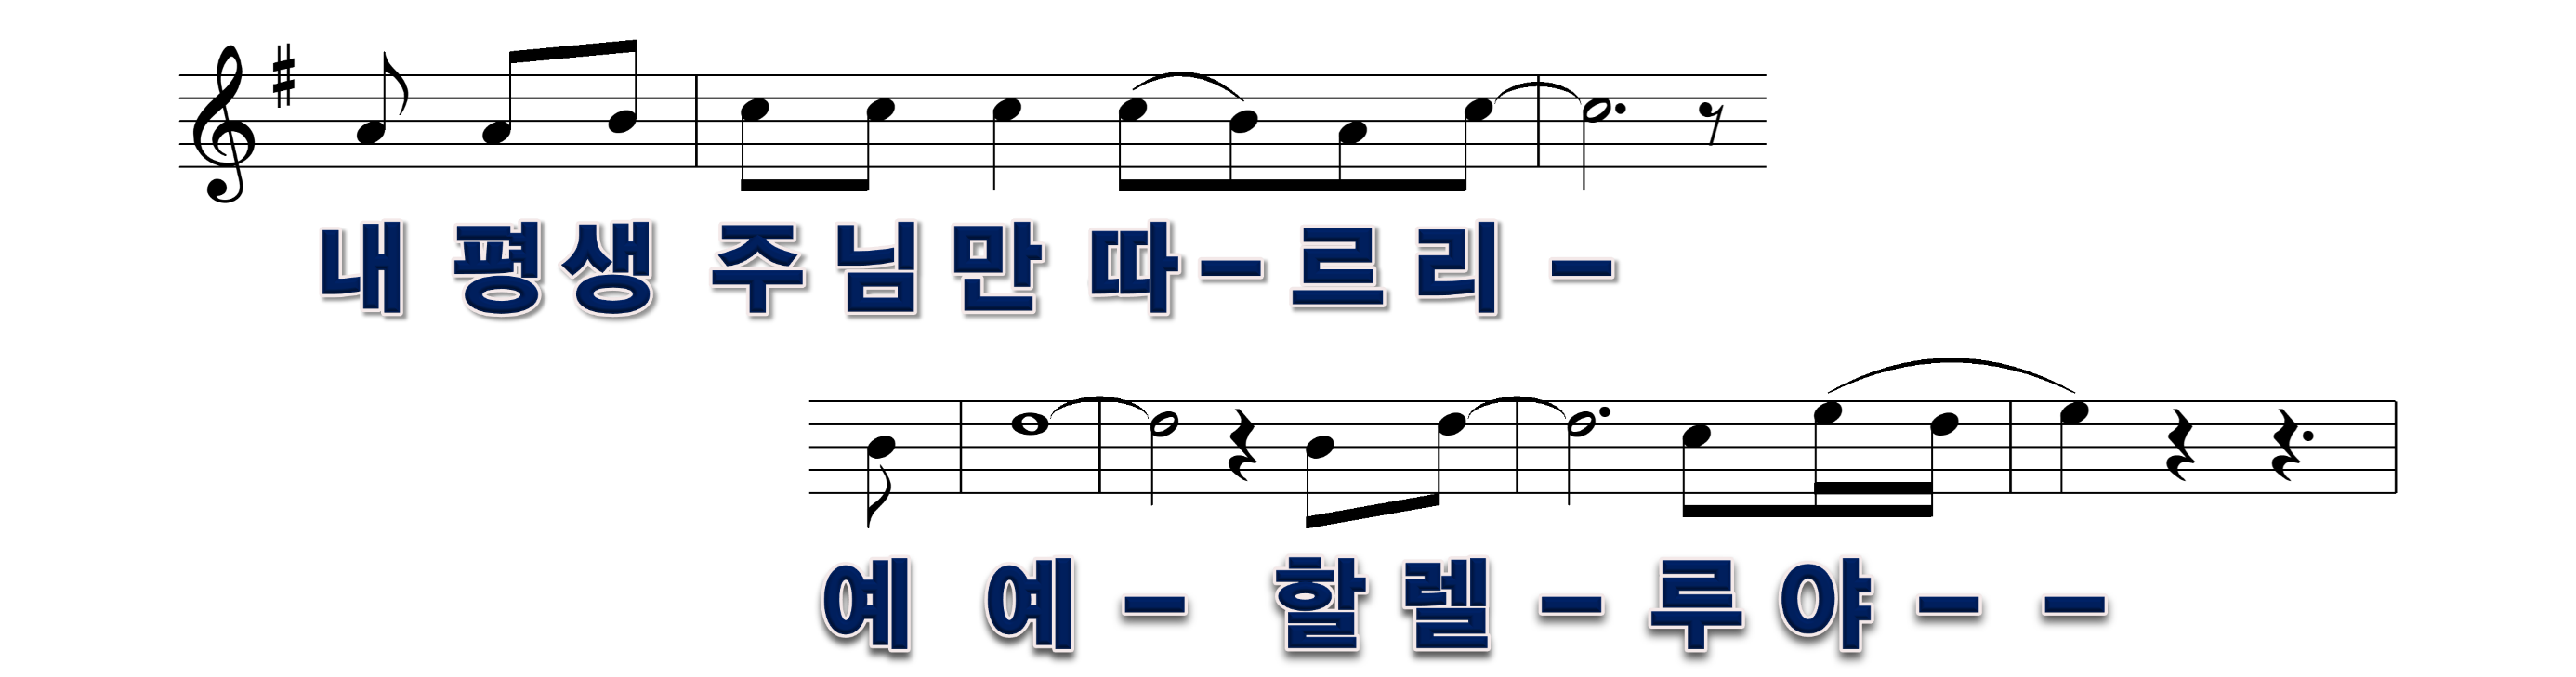 내 평생 주님만 따-르리-
예 예- 할렐-루야--